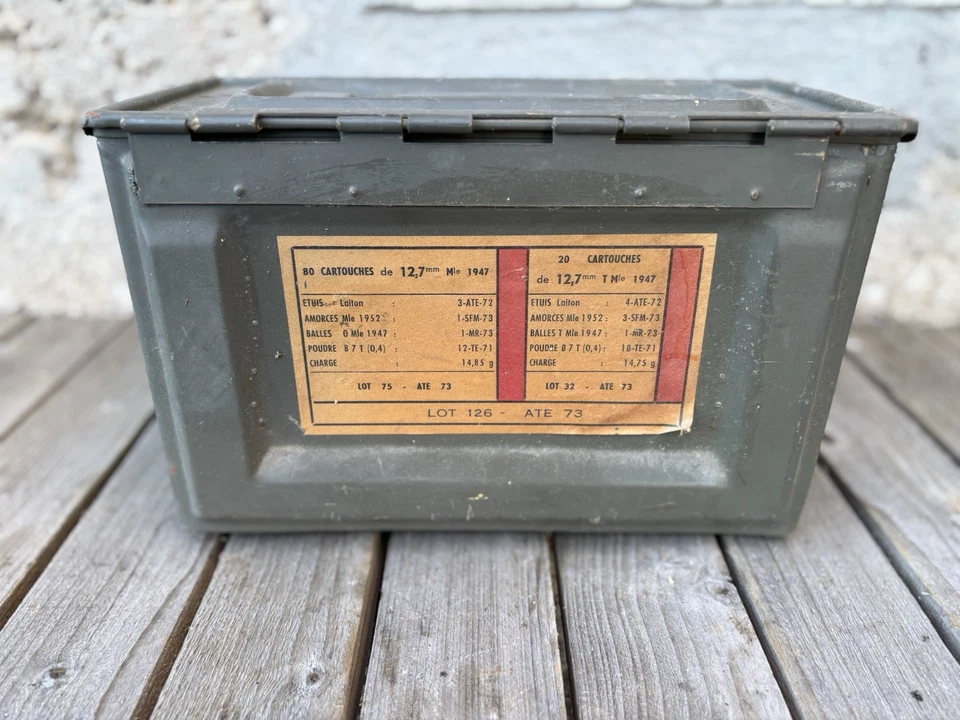 80 CARTOUCHES de 12,7mm Mle 1947
ETUIS Laiton : 3-ATE-72
AMORCES Mle 1952 : 1-SFM-73
BALLES O Mle 1947 : 1-MR-73
POUDRE B 7 T (0,4) : 12-TE-71
CHARGE : 14,85 g
LOT 75 - ATE 73
20 CARTOUCHES
de 12,7mm T Mle 1947
ETUIS Laiton : 4-ATE-72
AMORCES Mle 1952 : 3-SFM-73
BALLES T Mle 1947 : 1-MR-73
POUDRE B 7 T (0,4) : 18-TE-71
CHARGE : 14,75 g
LOT 32 - ATE 73
LOT 126 - ATE 73